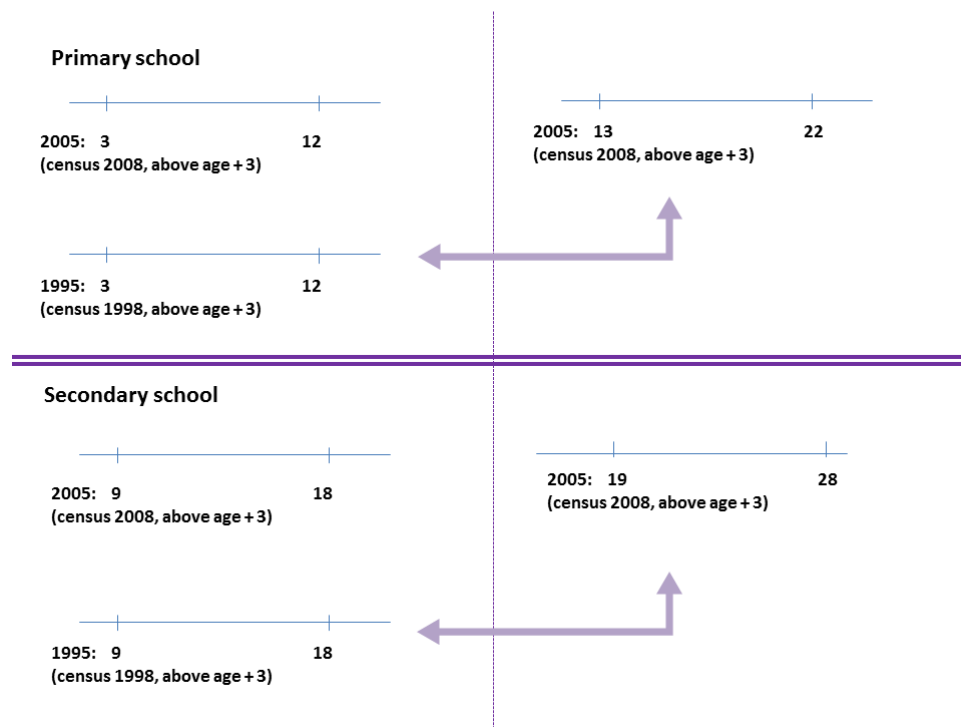 Primary school
2005: 3 12
(census 2008, above age + 3)
2005: 13 22
(census 2008, above age + 3)
1995: 3 12
(census 1998, above age + 3)
Secondary school
2005: 9 18
(census 2008, above age + 3)
2005: 19 28
(census 2008, above age + 3)
1995: 9 18
(census 1998, above age + 3)